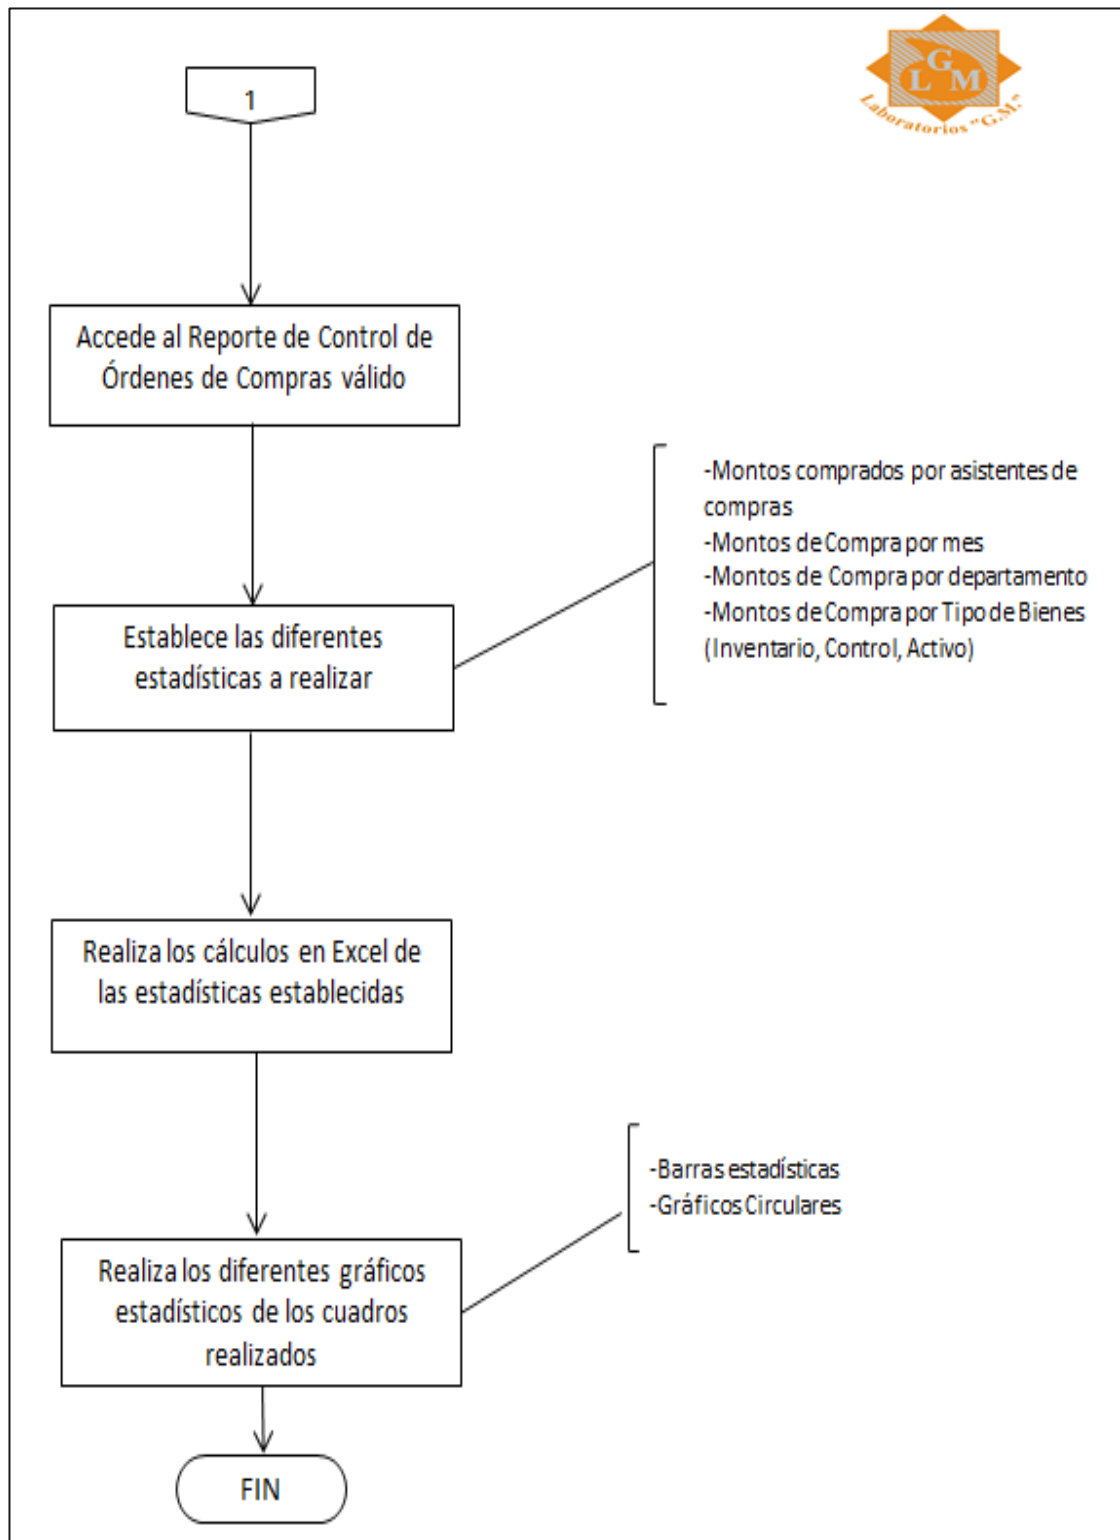 L G M
Laboratorios "G.M."
1
Accede al Reporte de Control de
Órdenes de Compras válido
-Montos comprados por asistentes de
compras
-Montos de Compra por mes
-Montos de Compra por departamento
-Montos de Compra por Tipo de Bienes
(Inventario, Control, Activo)
Establece las diferentes
estadísticas a realizar
Realiza los cálculos en Excel de
las estadísticas establecidas
-Barras estadísticas
-Gráficos Circulares
Realiza los diferentes gráficos
estadísticos de los cuadros
realizados
FIN